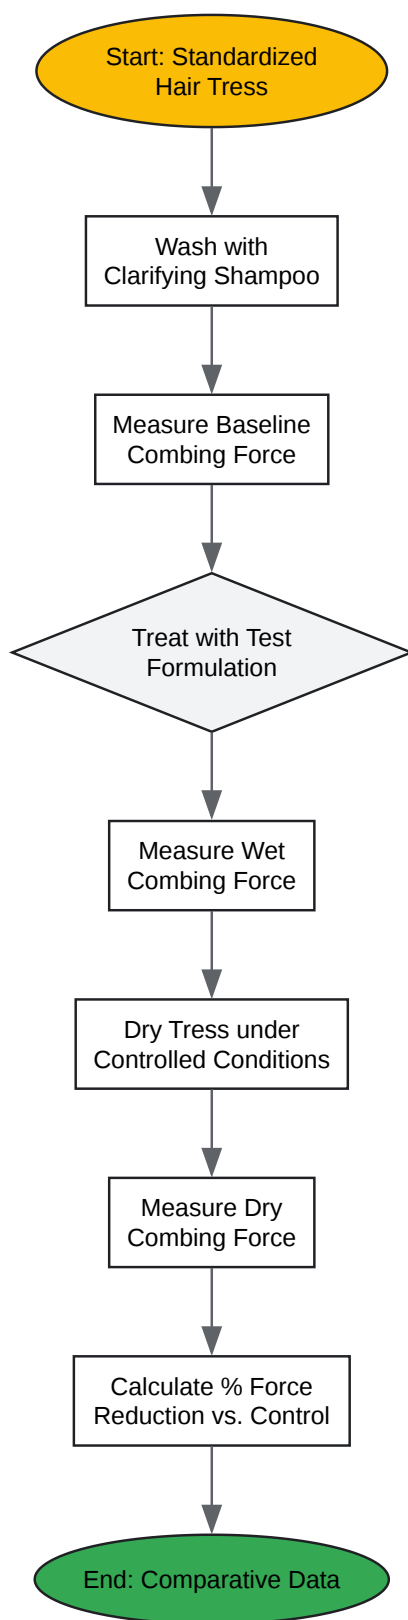 Start: Standardized
Hair Tress
Wash with
Clarifying Shampoo
Measure Baseline
Combing Force
Treat with Test
Formulation
Measure Wet
Combing Force
Dry Tress under
Controlled Conditions
Measure Dry
Combing Force
Calculate % Force
Reduction vs. Control
End: Comparative Data